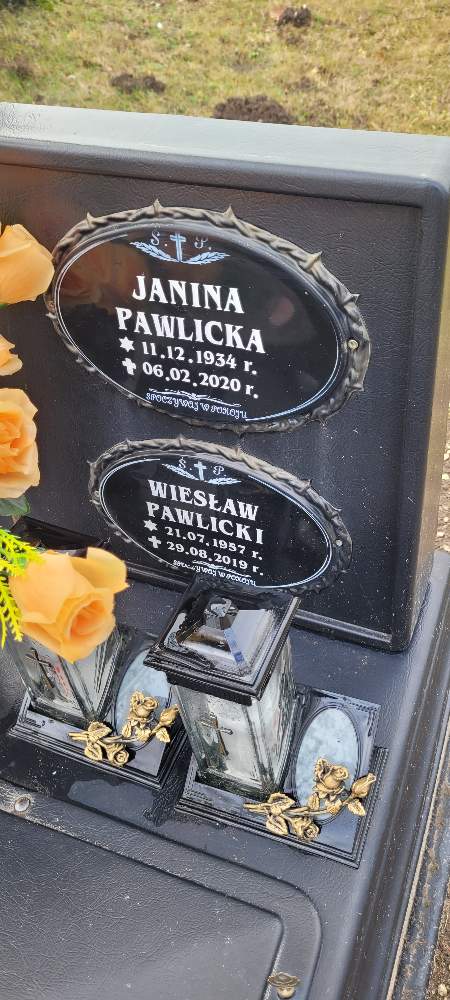 Ś. P.
JANINA
PAWLICKA
11.12.1934 r.
06.02.2020 r.
SPOCZYWAJ W POKOJU
Ś. P.
WIESŁAW
PAWLICKI
21.07.1957 r.
29.08.2019 r.
POKOJU